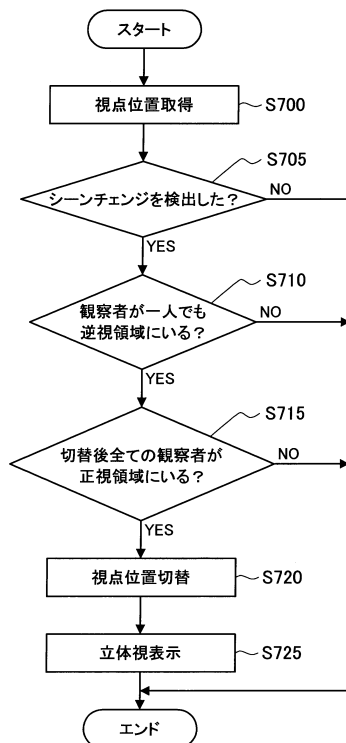 スタート
視点位置取得
S700
S705
シーンチェンジを検出した？
NO
YES
S710
観察者が一人でも
逆視領域にいる？
NO
YES
S715
切替後全ての観察者が
正視領域にいる？
NO
YES
視点位置切替
S720
立体視表示
S725
エンド